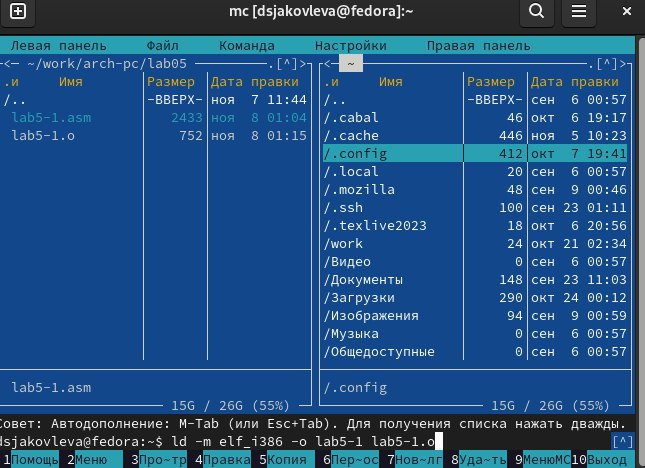 mc [dsjakovleva@fedora]:~
Левая панель Файл Команда Настройки Правая панель
<— ~/work/arch-pc/lab05 .[^]>
.и Имя Размер Дата правки
/.. -ВВЕРХ- ноя 7 11:44
lab5-1.asm 2433 ноя 8 01:04
lab5-1.o 752 ноя 8 01:15
lab5-1.asm
15G / 26G (55%)
<— ~ .[^]>
.и Имя Размер Дата правки
/.. -ВВЕРХ- сен 6 00:57
/.cabal 46 окт 6 19:17
/.cache 446 ноя 5 10:23
/.config 412 окт 7 19:41
/.local 20 сен 6 00:57
/.mozilla 48 сен 9 00:46
/.ssh 100 сен 23 01:11
/.texlive2023 18 окт 6 20:56
/work 24 окт 21 02:34
/Видео 0 сен 6 00:57
/Документы 148 сен 23 11:03
/Загрузки 290 окт 24 00:12
/Изображения 94 сен 9 00:59
/Музыка 0 сен 6 00:57
/Общедоступные 0 сен 6 00:57
/.config
15G / 26G (55%)
Совет: Автодополнение: M-Tab (или Esc+Tab). Для получения списка нажать дважды.
dsjakovleva@fedora:~$ ld -m elf_i386 -o lab5-1 lab5-1.o [^]
1Помощь 2Меню 3Про~тр 4Правка 5Копия 6Пер~ос 7Нов~лг 8Уда~ть 9МенюМС 10Выход